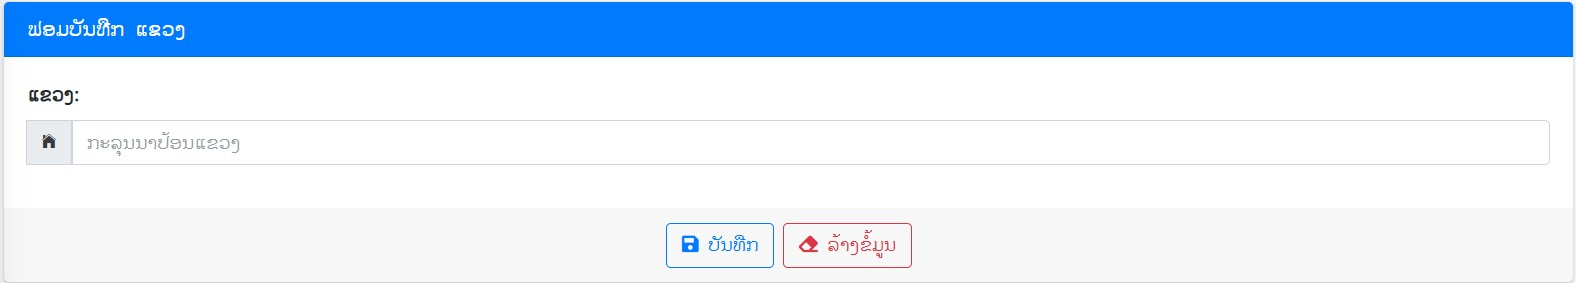 ຟອມບັນທຶກ ແຂວງ
ແຂວງ:
ກະລຸນນາປ້ອນແຂວງ
ບັນທຶກ
ລ້າງຂໍ້ມູນ